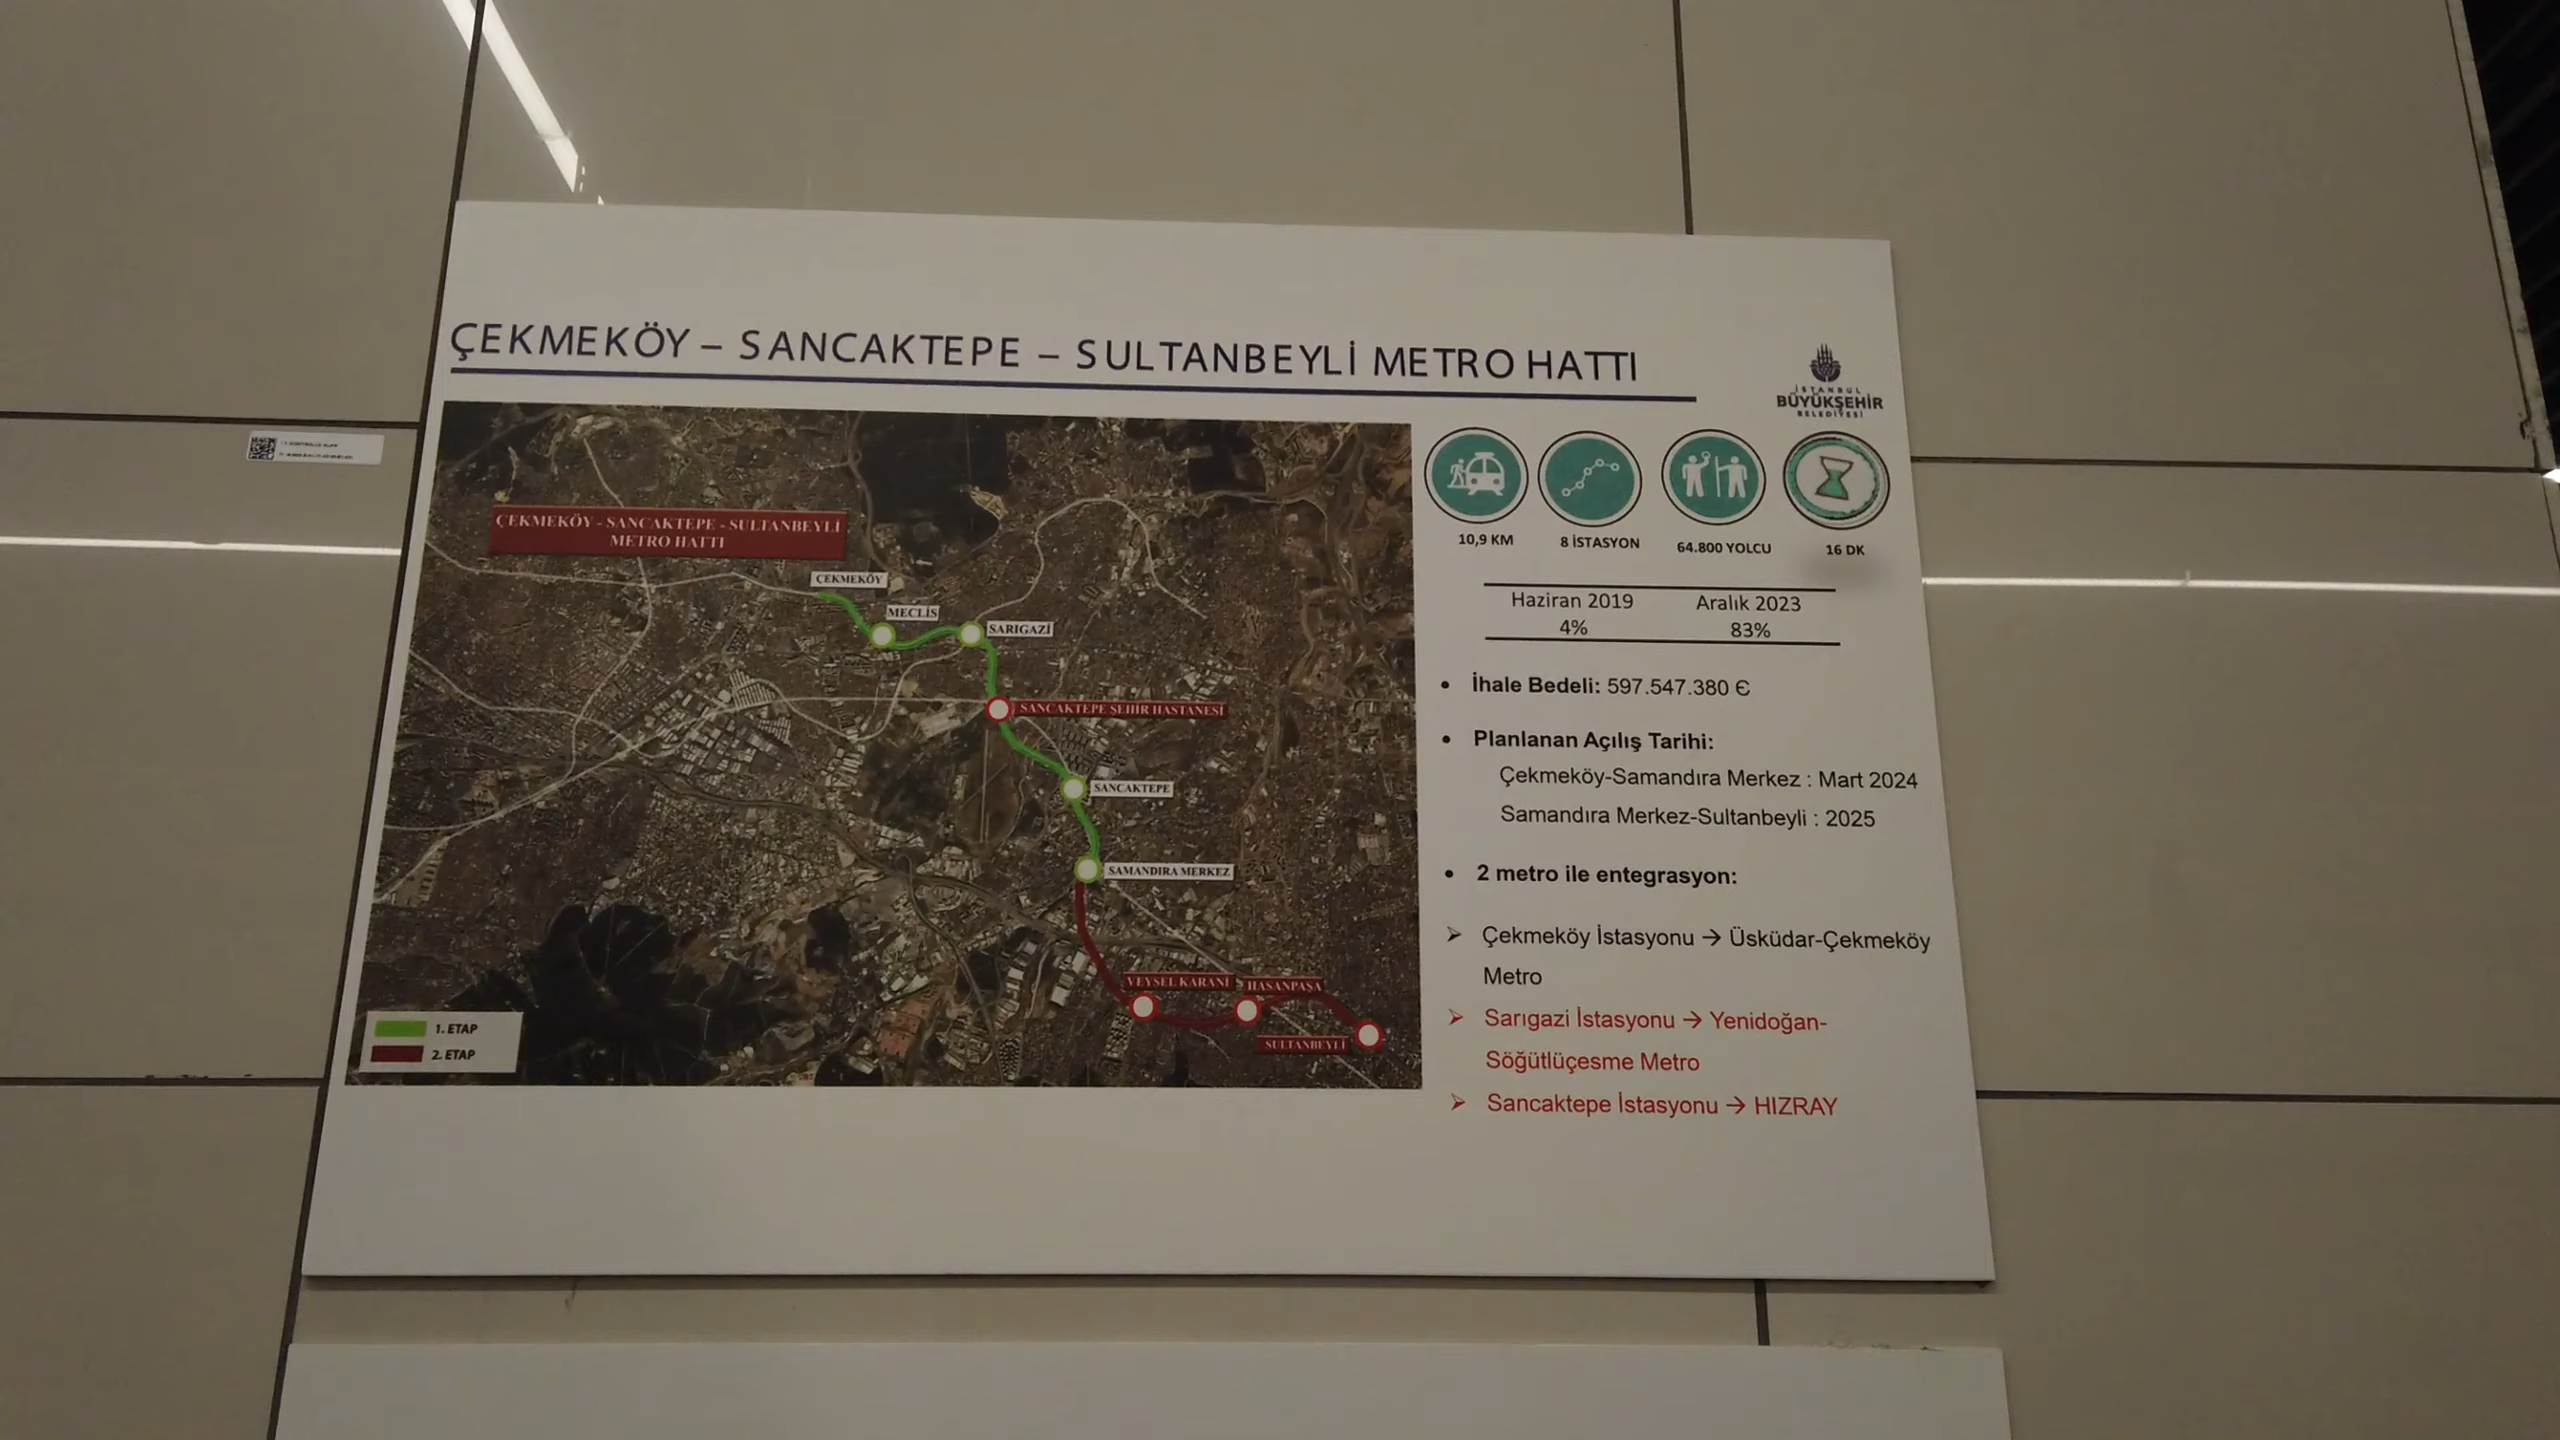 ÇEKMEKÖY – SANCAKTEPE – SULTANBEYLİ METRO HATTI
İSTANBUL
BÜYÜKŞEHİR
BELEDİYESİ
ÇEKMEKÖY - SANCAKTEPE - SULTANBEYLİ
METRO HATTI
ÇEKMEKÖY
MECLİS
SARIGAZİ
SANCAKTEPE ŞEHİR HASTANESİ
SANCAKTEPE
SAMANDIRA MERKEZ
VEYSEL KARANİ
HASANPAŞA
SULTANBEYLİ
1. ETAP
2. ETAP
10,9 KM
8 İSTASYON
64.800 YOLCU
16 DK
Haziran 2019 Aralık 2023
4% 83%
• İhale Bedeli: 597.547.380 €
• Planlanan Açılış Tarihi:
Çekmeköy-Samandıra Merkez : Mart 2024
Samandıra Merkez-Sultanbeyli : 2025
• 2 metro ile entegrasyon:
➢ Çekmeköy İstasyonu → Üsküdar-Çekmeköy
Metro
➢ Sarıgazi İstasyonu → Yenidoğan-
Söğütlüçesme Metro
➢ Sancaktepe İstasyonu → HIZRAY